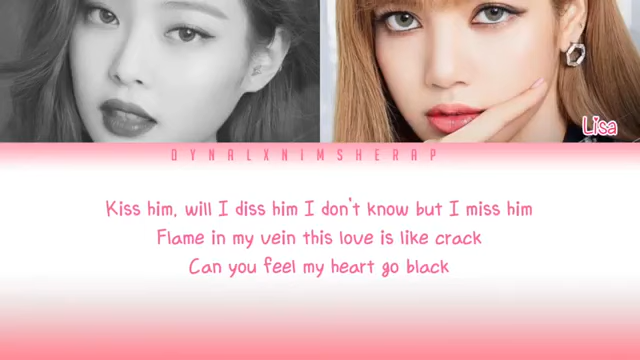 Lisa
DYNALXNIMSHERAP
Kiss him, will I diss him I don't know but I miss him
Flame in my vein this love is like crack
Can you feel my heart go black